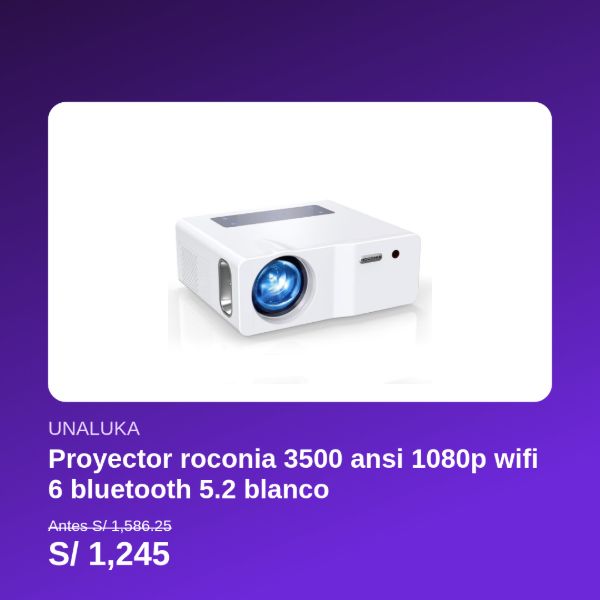 UNALUKA
Proyector roconia 3500 ansi 1080p wifi
6 bluetooth 5.2 blanco
Antes S/ 1,586.25
S/ 1,245